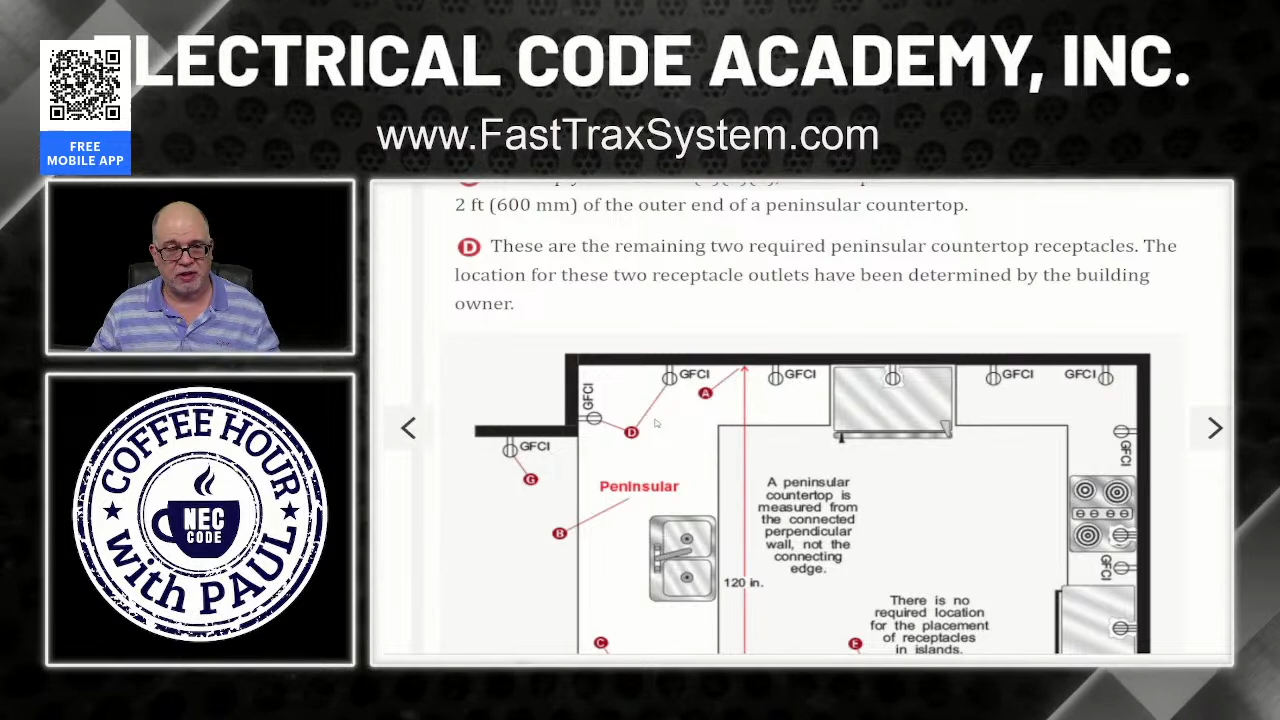 ELECTRICAL CODE ACADEMY, INC.
www.FastTraxSystem.com
FREE
MOBILE APP
2 ft (600 mm) of the outer end of a peninsular countertop.
D These are the remaining two required peninsular countertop receptacles. The
location for these two receptacle outlets have been determined by the building
owner.
GFCI
GFCI
GFCI
GFCI
GFCI
A
D
GFCI
GFCI
G
Peninsular
B
A peninsular
countertop is
measured from
the connected
perpendicular
wall, not the
connecting
edge.
120 in.
GFCI
There is no
required location
for the placement
of receptacles
in islands.
C
E
COFFEE HOUR
NEC
CODE
with PAUL